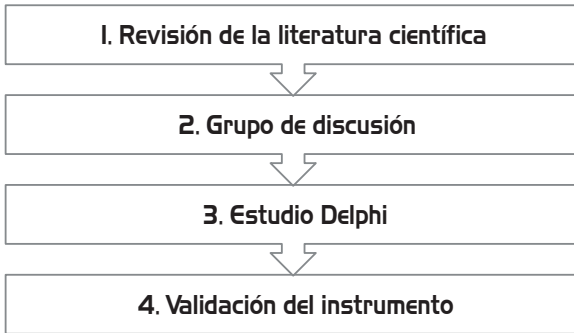 1. Revisión de la literatura científica
2. Grupo de discusión
3. Estudio Delphi
4. Validación del instrumento